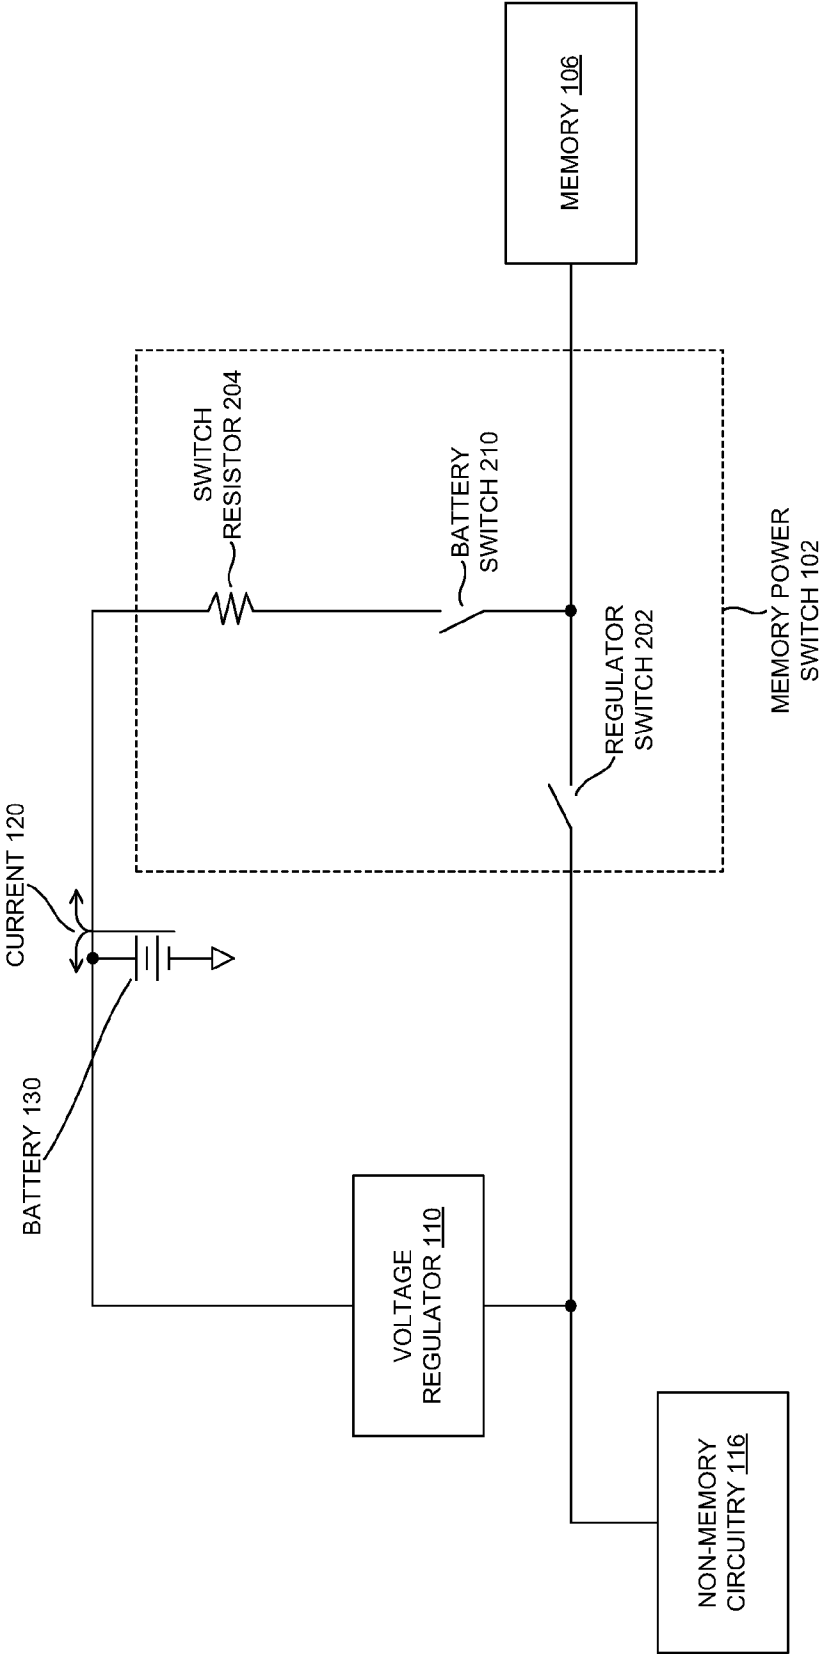 CURRENT 120
BATTERY 130
SWITCH
RESISTOR 204
BATTERY
SWITCH 210
MEMORY 106
VOLTAGE
REGULATOR 110
REGULATOR
SWITCH 202
NON-MEMORY
CIRCUITRY 116
MEMORY POWER
SWITCH 102